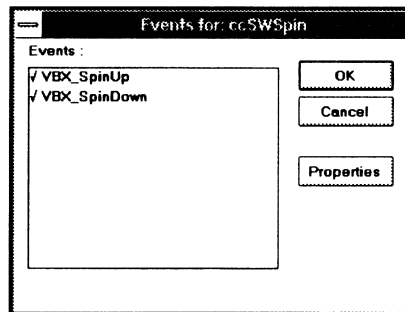 Events for: ccSWSpin
Events :
√ VBX_SpinUp
√ VBX_SpinDown
OK
Cancel
Properties